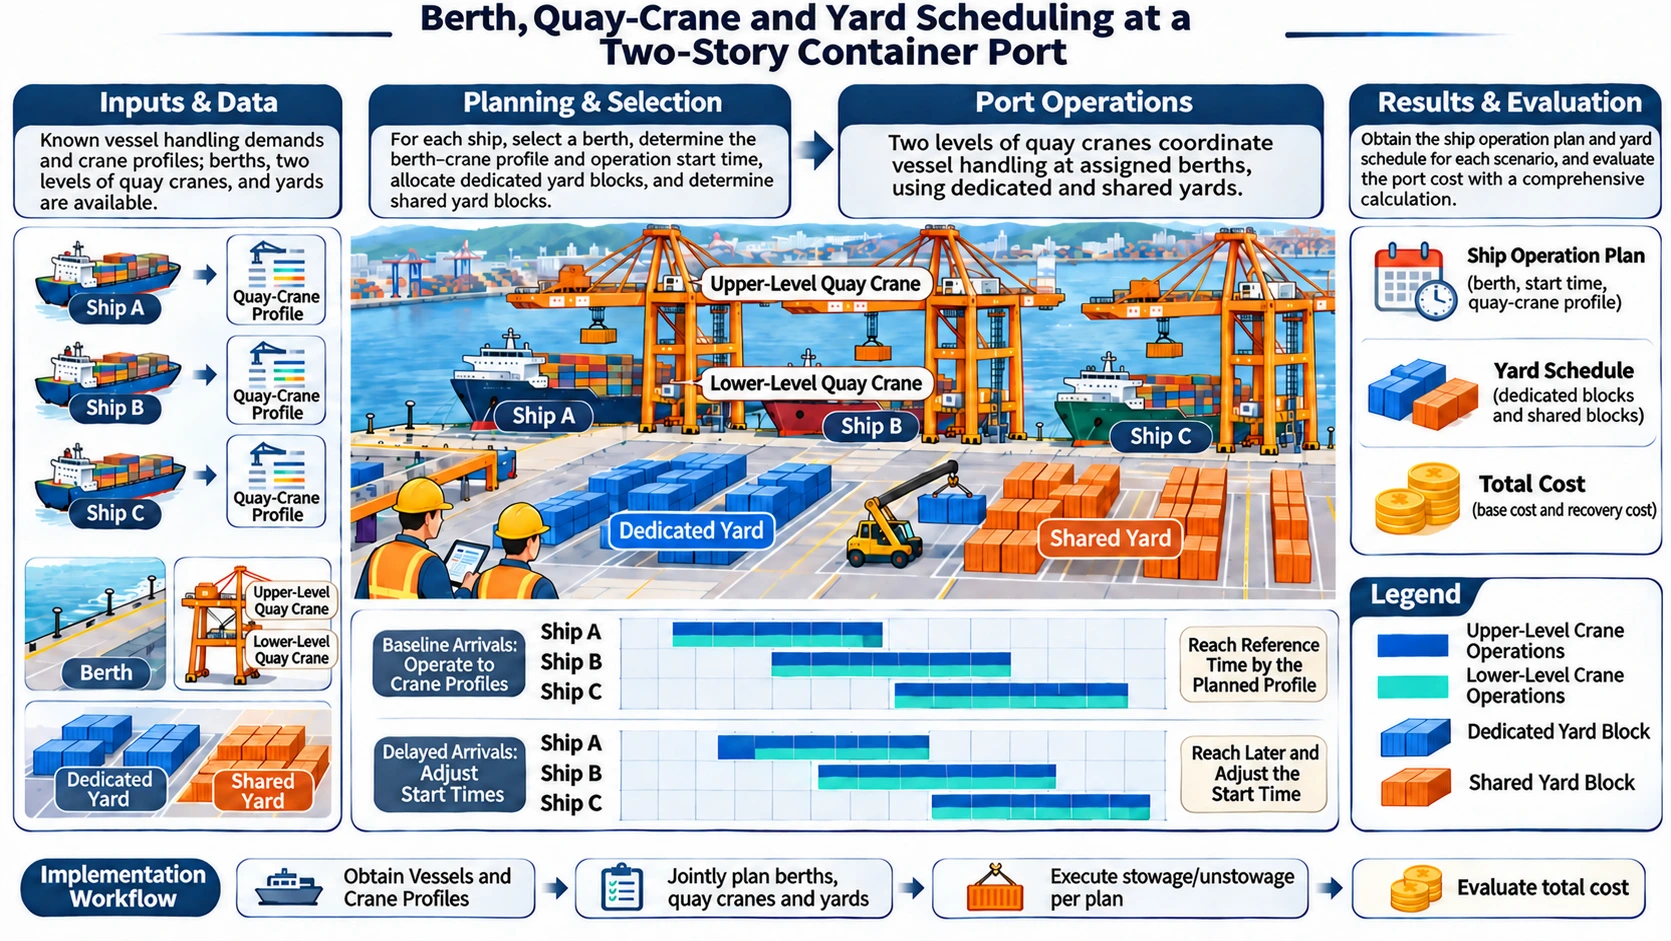 Berth, Quay-Crane and Yard Scheduling at a
Two-Story Container Port
Inputs & Data
Known vessel handling demands
and crane profiles; berths, two
levels of quay cranes, and yards
are available.
Planning & Selection
For each ship, select a berth, determine the
berth–crane profile and operation start time,
allocate dedicated yard blocks, and determine
shared yard blocks.
Port Operations
Two levels of quay cranes coordinate
vessel handling at assigned berths,
using dedicated and shared yards.
Results & Evaluation
Obtain the ship operation plan and yard
schedule for each scenario, and evaluate
the port cost with a comprehensive
calculation.
Ship A
Quay-Crane
Profile
Ship B
Quay-Crane
Profile
Ship C
Quay-Crane
Profile
Berth
Upper-Level
Quay Crane
Lower-Level
Quay Crane
Dedicated
Yard
Shared
Yard
Upper-Level Quay Crane
Lower-Level Quay Crane
Ship A
Ship B
Ship C
Dedicated Yard
Shared Yard
Baseline Arrivals:
Operate to
Crane Profiles
Ship A
Ship B
Ship C
Reach Reference
Time by the
Planned Profile
Delayed Arrivals:
Adjust
Start Times
Ship A
Ship B
Ship C
Reach Later and
Adjust the
Start Time
Ship Operation Plan
(berth, start time,
quay-crane profile)
Yard Schedule
(dedicated blocks
and shared blocks)
Total Cost
(base cost and recovery cost)
Legend
Upper-Level Crane
Operations
Lower-Level Crane
Operations
Dedicated Yard Block
Shared Yard Block
Implementation
Workflow
Obtain Vessels and
Crane Profiles
Jointly plan berths,
quay cranes and yards
Execute stowage/unstowage
per plan
Evaluate total cost